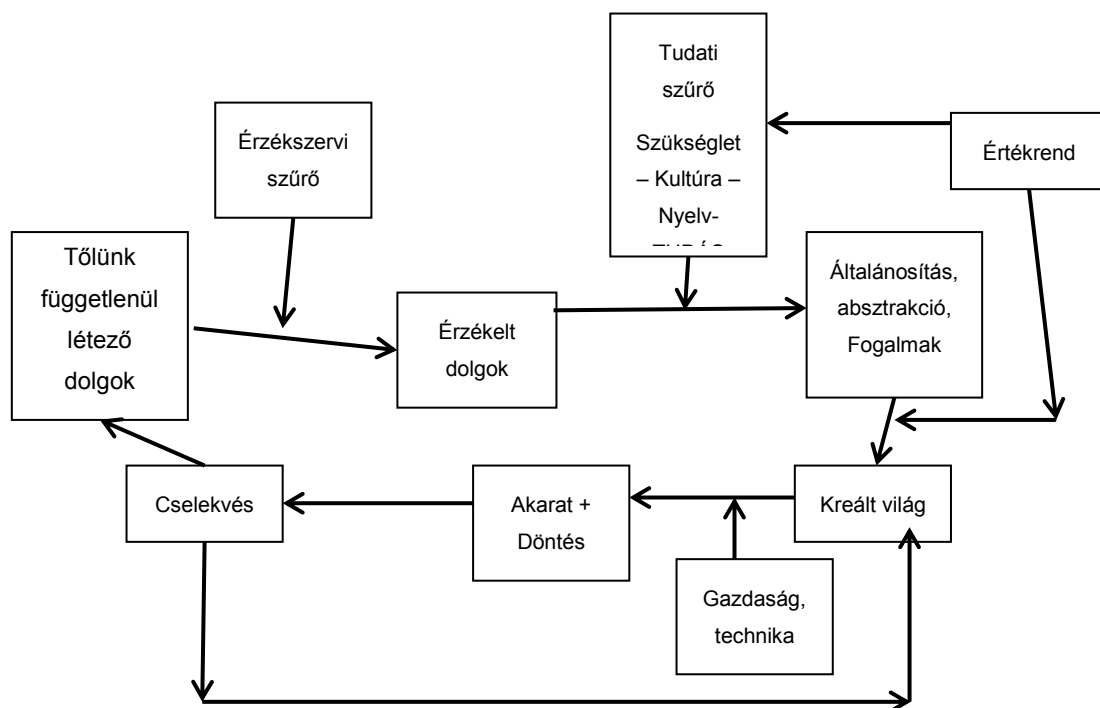 Tudati
szűrő
Szükséglet
– Kultúra –
Nyelv-
Érzékszervi
szűrő
Értékrend
Tőlünk
függetlenül
létező
dolgok
Érzékelt
dolgok
Általánosítás,
absztrakció,
Fogalmak
Cselekvés
Akarat +
Döntés
Kreált világ
Gazdaság,
technika